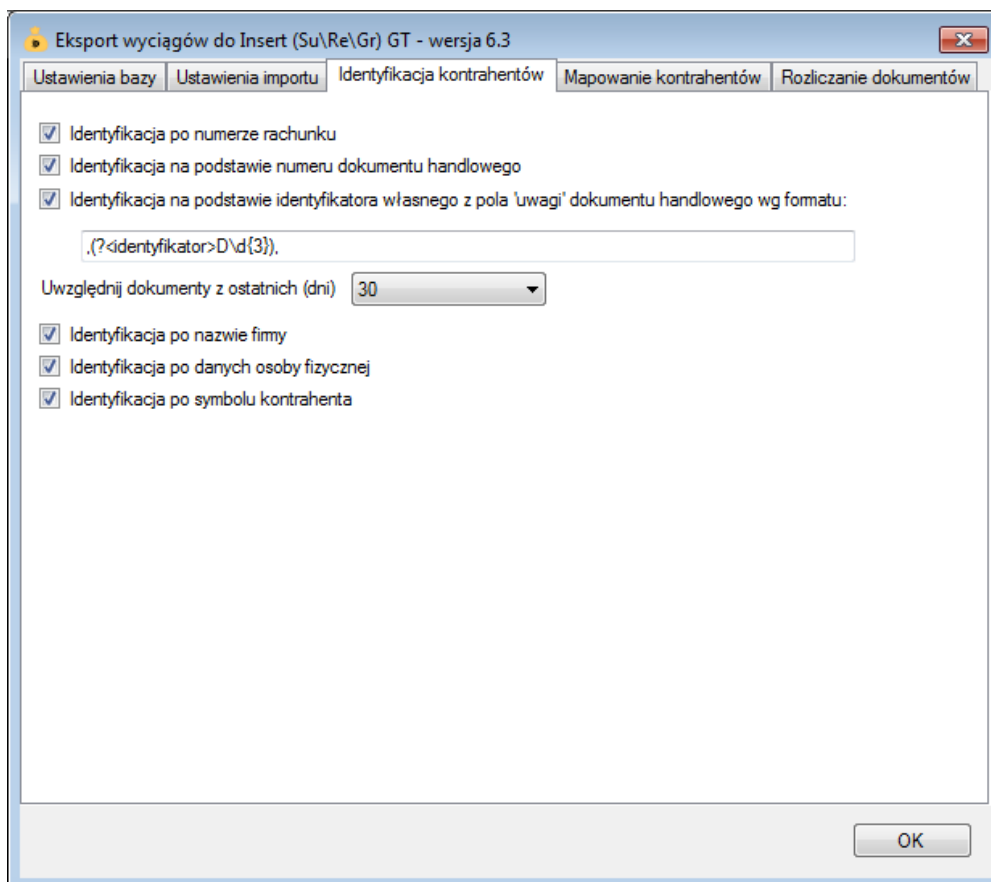 Eksport wyciągów do Insert (Su\Re\Gr) GT - wersja 6.3
Ustawienia bazy Ustawienia importu Identyfikacja kontrahentów Mapowanie kontrahentów Rozliczanie dokumentów
Identyfikacja po numerze rachunku
Identyfikacja na podstawie numeru dokumentu handlowego
Identyfikacja na podstawie identyfikatora własnego z pola 'uwagi' dokumentu handlowego wg formatu:
,(?<identyfikator>D\d{3}),
Uwzględnij dokumenty z ostatnich (dni) 30
Identyfikacja po nazwie firmy
Identyfikacja po danych osoby fizycznej
Identyfikacja po symbolu kontrahenta
OK